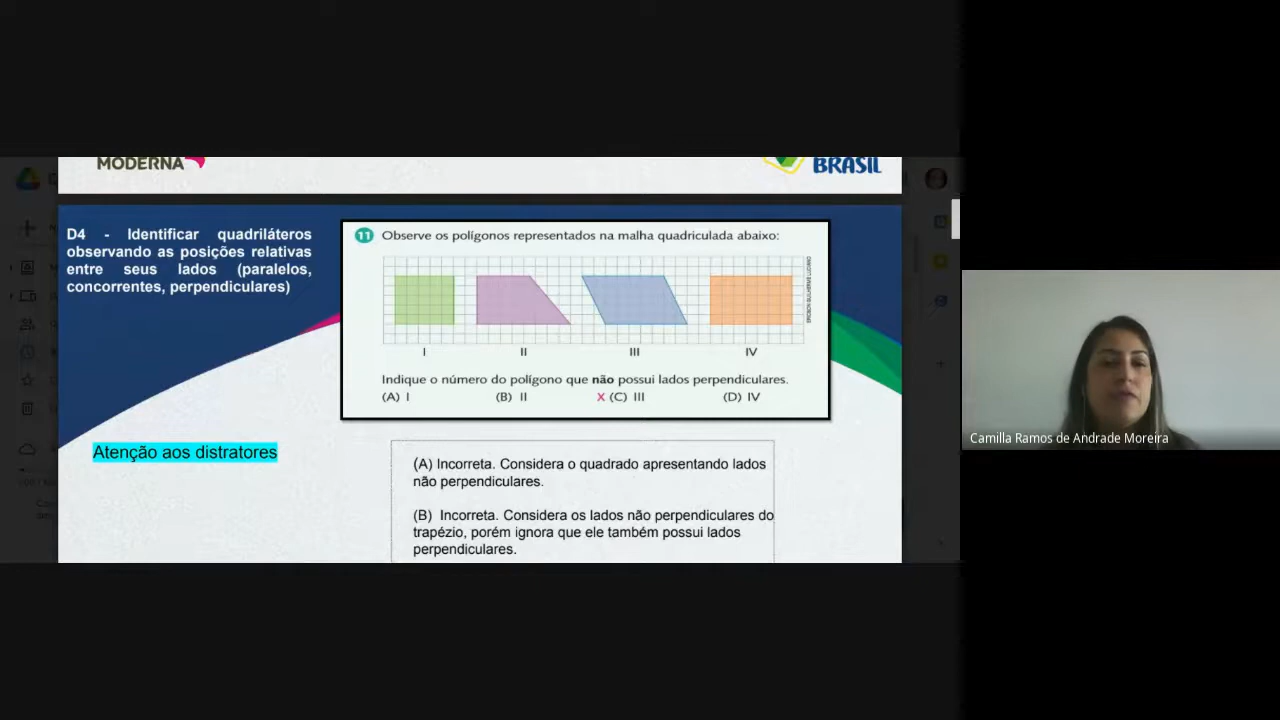 MODERNA
BRASIL
D4 - Identificar quadriláteros
observando as posições relativas
entre seus lados (paralelos,
concorrentes, perpendiculares)
11 Observe os polígonos representados na malha quadriculada abaixo:
I II III IV
Indique o número do polígono que não possui lados perpendiculares.
(A) I (B) II X (C) III (D) IV
Atenção aos distratores
(A) Incorreta. Considera o quadrado apresentando lados
não perpendiculares.
(B) Incorreta. Considera os lados não perpendiculares do
trapézio, porém ignora que ele também possui lados
perpendiculares.
Camilla Ramos de Andrade Moreira